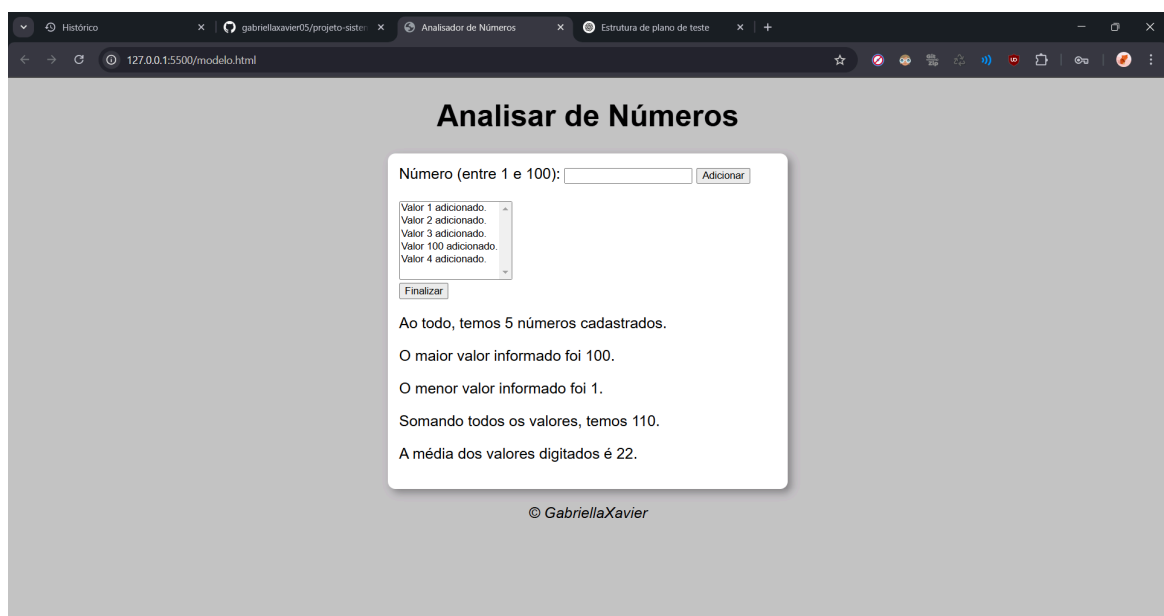 Histórico
gabriellaxavier05/projeto-sisten
Analisador de Números
Estrutura de plano de teste
127.0.0.1:5500/modelo.html
Analisar de Números
Número (entre 1 e 100): Adicionar
Valor 1 adicionado.
Valor 2 adicionado.
Valor 3 adicionado.
Valor 100 adicionado.
Valor 4 adicionado.
Finalizar
Ao todo, temos 5 números cadastrados.
O maior valor informado foi 100.
O menor valor informado foi 1.
Somando todos os valores, temos 110.
A média dos valores digitados é 22.
© GabriellaXavier